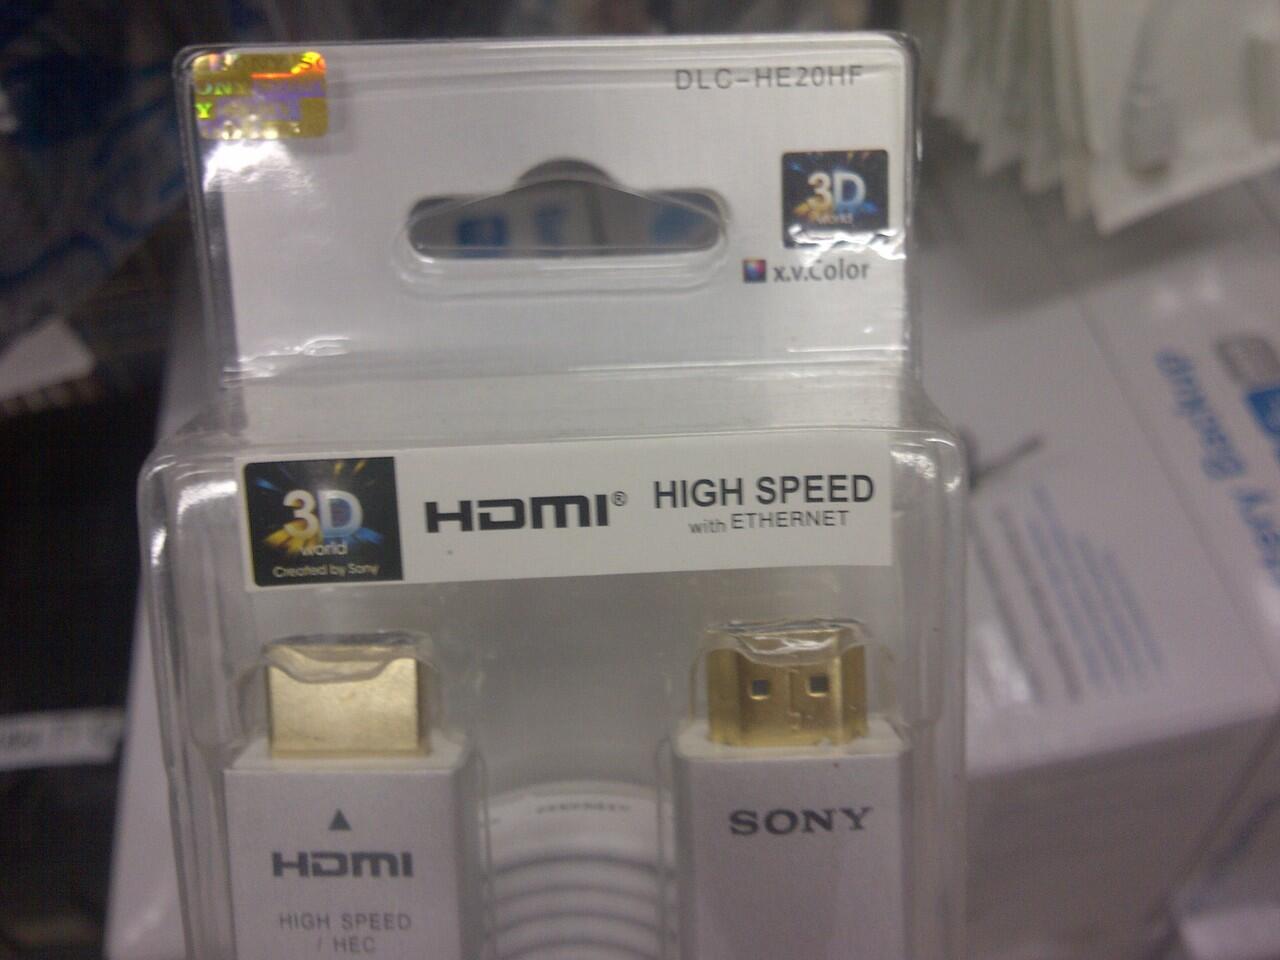 DLC-HE20HF
3D
world
x.v.Color
3D
world
Created by Sony
HDMI®
HIGH SPEED
with ETHERNET
HDMI
HIGH SPEED
/ HEC
SONY
Backup